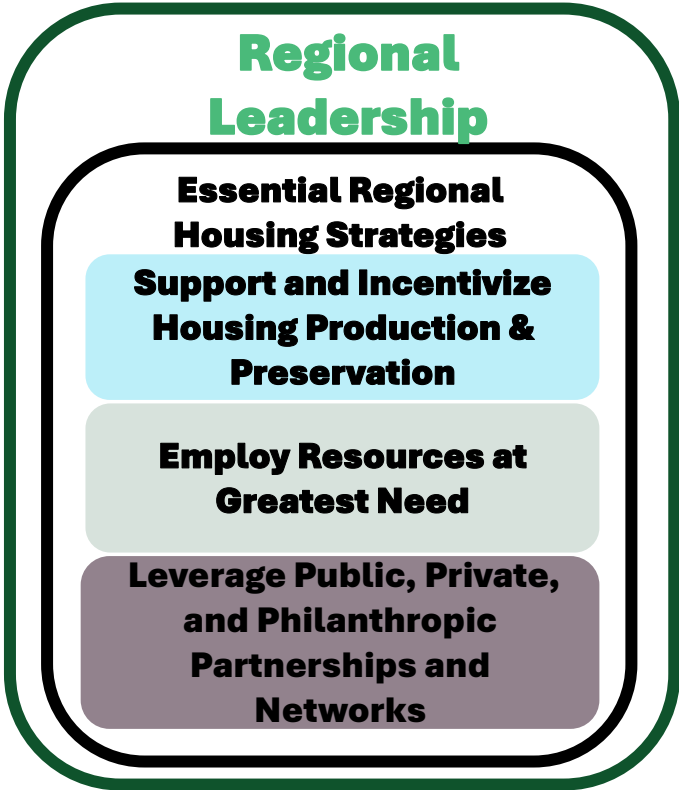 Regional
Leadership
Essential Regional
Housing Strategies
Support and Incentivize
Housing Production &
Preservation
Employ Resources at
Greatest Need
Leverage Public, Private,
and Philanthropic
Partnerships and
Networks